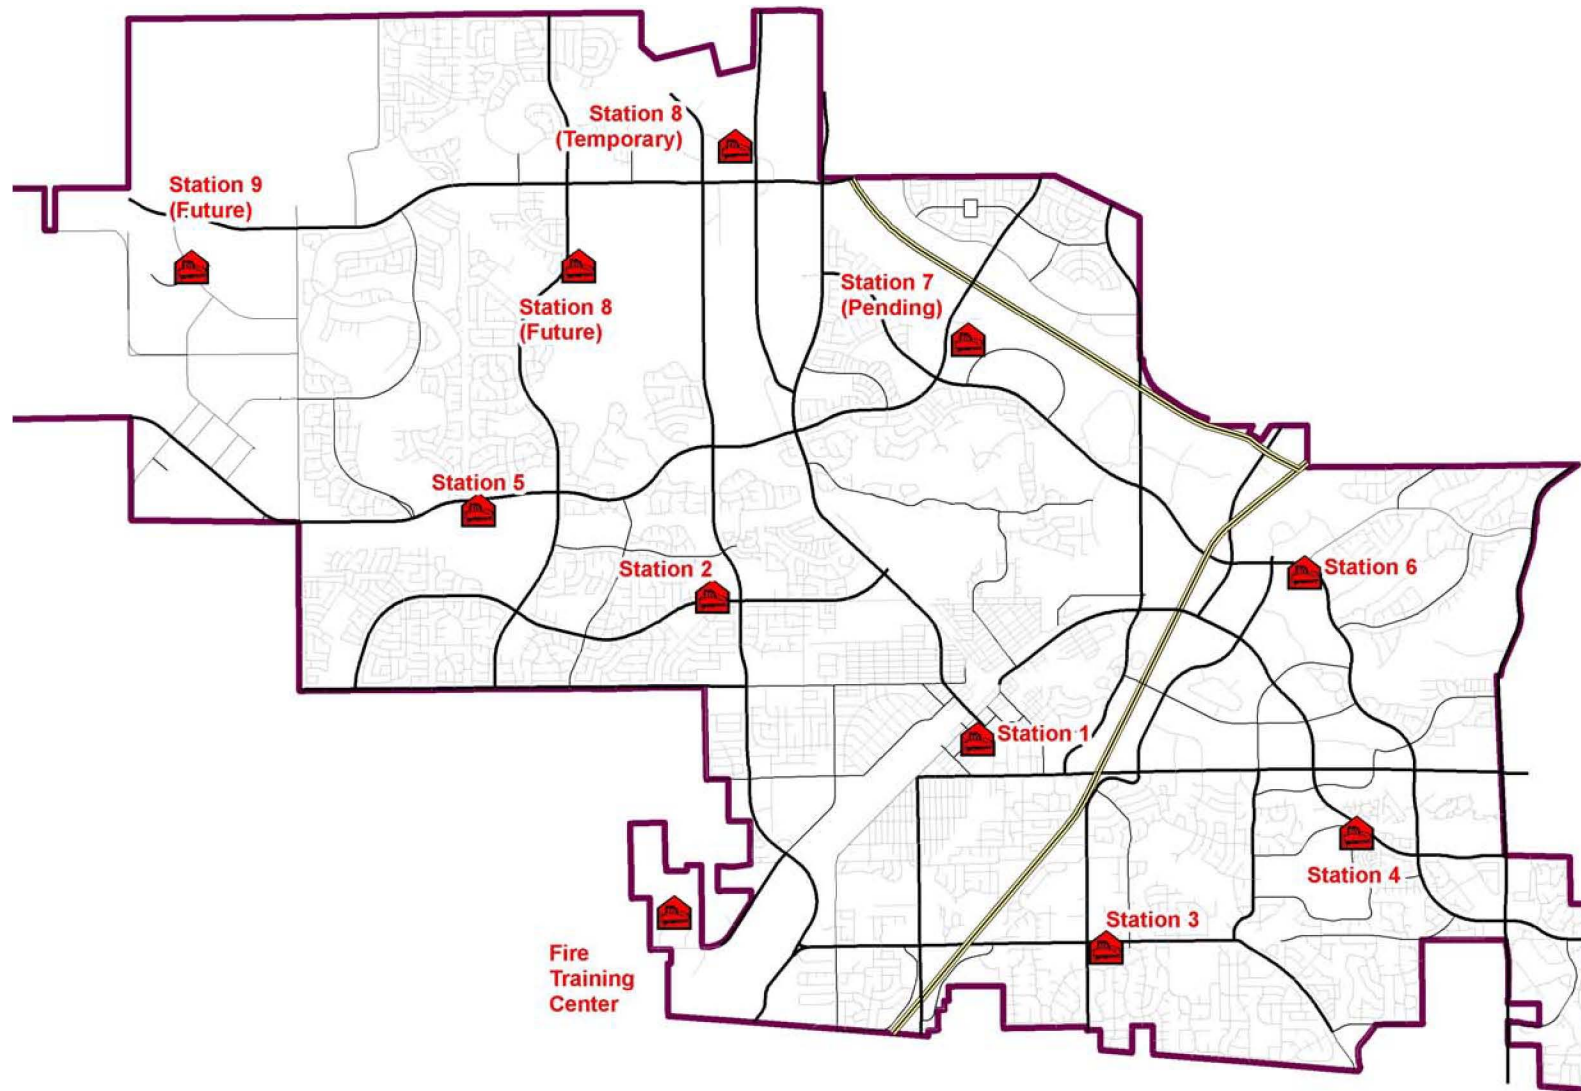 Station 8
(Temporary)
Station 9
(Future)
Station 7
(Pending)
Station 8
(Future)
Station 5
Station 2
Station 6
Station 1
Station 4
Station 3
Fire
Training
Center